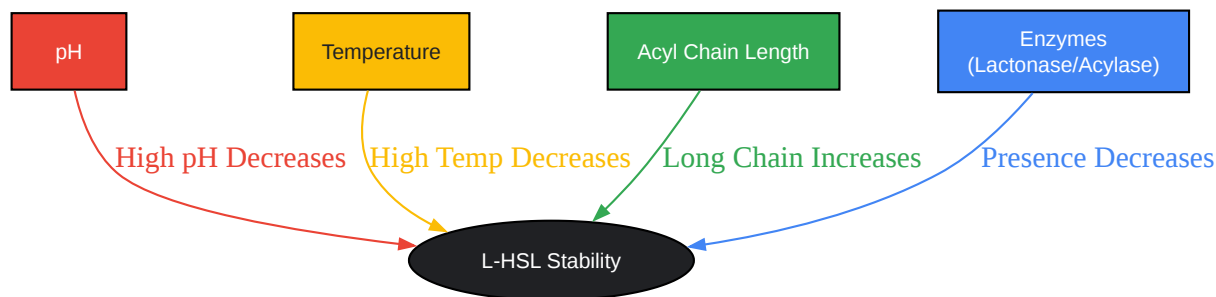 pH
Temperature
Acyl Chain Length
Enzymes
(Lactonase/Acylase)
High pH Decreases
High Temp Decreases
Long Chain Increases
Presence Decreases
L-HSL Stability